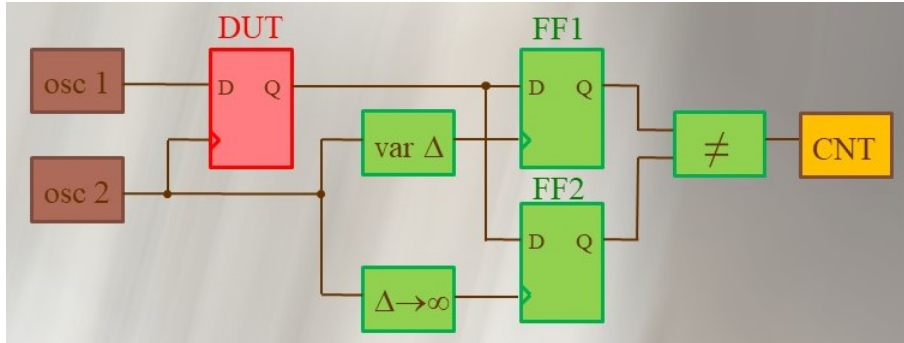 DUT
FF1
osc 1
D Q
D Q
var Δ
≠
CNT
osc 2
FF2
D Q
Δ→∞